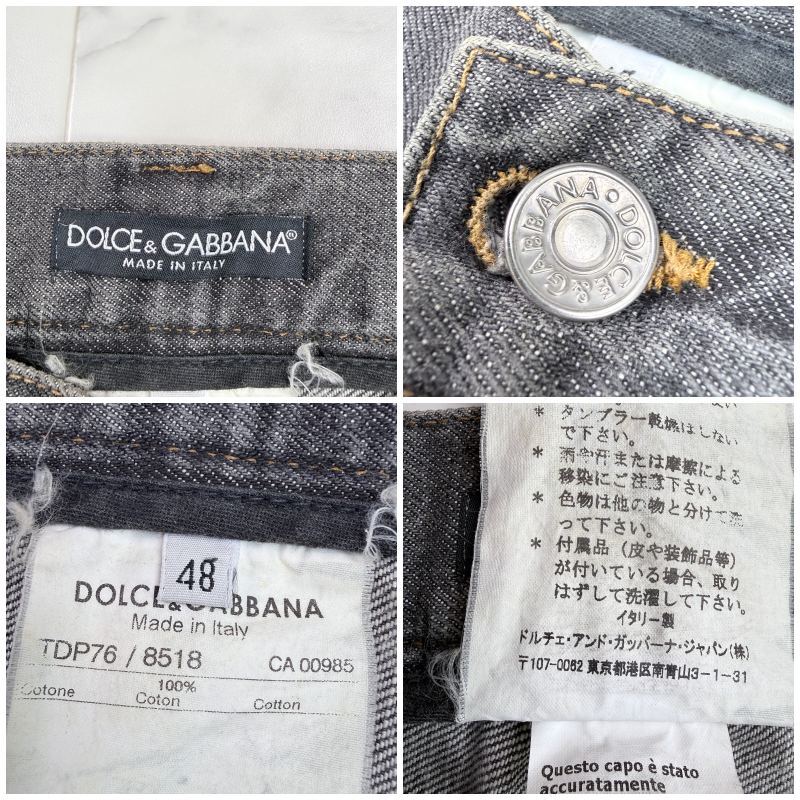 DOLCE & GABBANA®
MADE IN ITALY
DOLCE & GABBANA
48
DOLCE&GABBANA
Made in Italy
TDP76 / 8518 CA 00985
100%
Cotone Coton Cotton
* タンブラー乾燥はしない
で下さい。
または摩擦による
移染にご注意下さい。
* 色物は他の物と分けて洗
って下さい。
* 付属品（皮や装飾品等）
が付いている場合、取り
はずして洗濯して下さい。
イタリー製
ドルチェ・アンド・ガッバーナ・ジャパン(株)
〒107-0062 東京都港区南青山3-1-31
Questo capo è stato
accuratamente